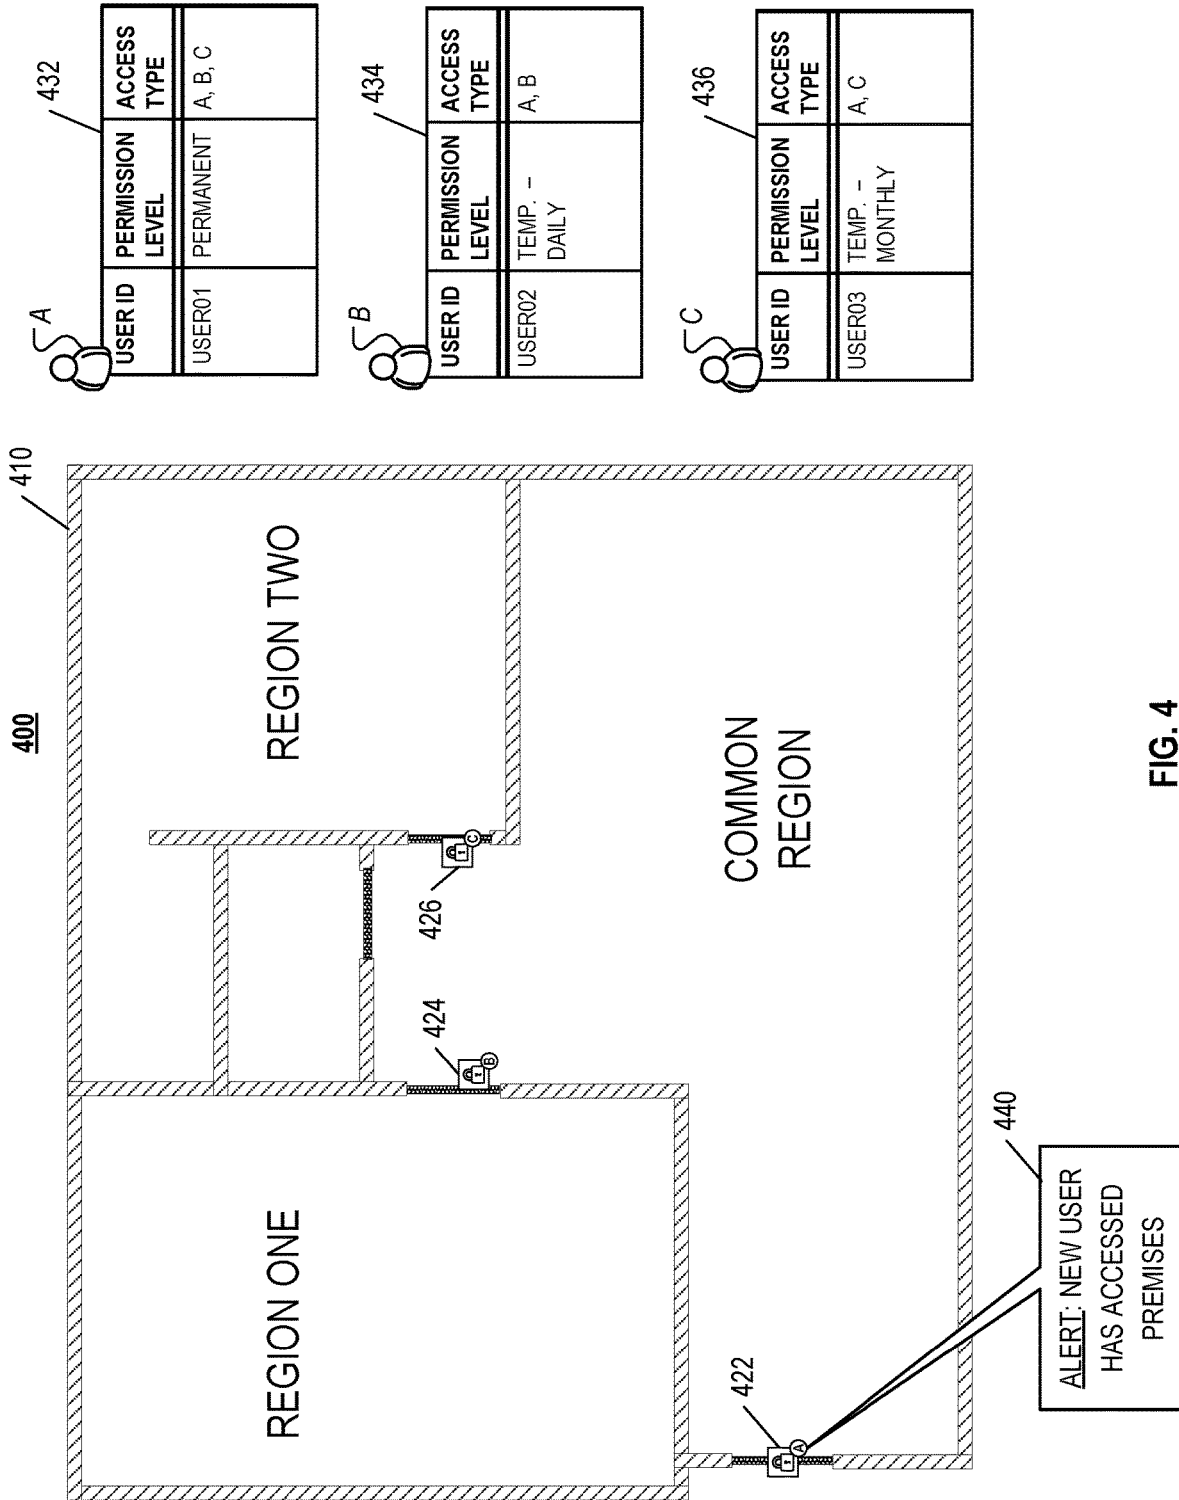 400
410
REGION ONE
REGION TWO
COMMON
REGION
422
A
424
B
426
C
440
ALERT: NEW USER
HAS ACCESSED
PREMISES
A
432
USER ID PERMISSION LEVEL ACCESS TYPE
USER01 PERMANENT A, B, C
B
434
USER ID PERMISSION LEVEL ACCESS TYPE
USER02 TEMP. – DAILY A, B
C
436
USER ID PERMISSION LEVEL ACCESS TYPE
USER03 TEMP. – MONTHLY A, C
FIG. 4